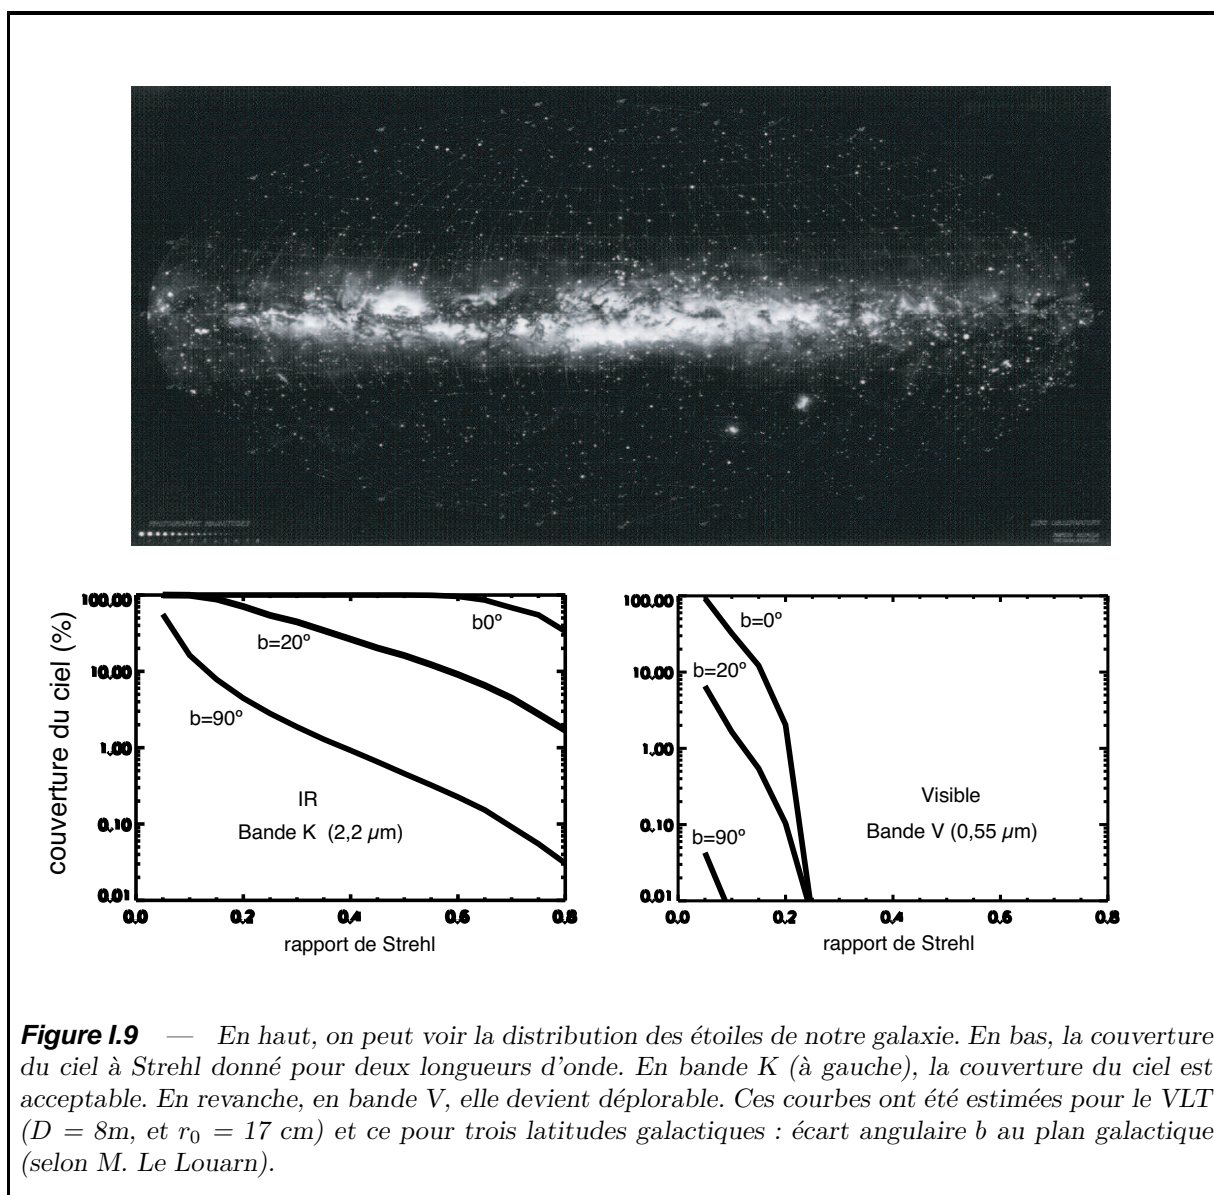 PHOTOGRAPHIC MAGNITUDES
couverture du ciel (%)
100.00
10.00
1.00
0.10
0.01
0.0 0.2 0.4 0.6 0.8
b0°
b=20°
b=90°
IR
Bande K (2,2 µm)
rapport de Strehl
100.00
10.00
1.00
0.10
0.01
0.0 0.2 0.4 0.6 0.8
b=0°
b=20°
b=90°
Visible
Bande V (0,55 µm)
rapport de Strehl
Figure I.9 — En haut, on peut voir la distribution des étoiles de notre galaxie. En bas, la couverture
du ciel à Strehl donné pour deux longueurs d'onde. En bande K (à gauche), la couverture du ciel est
acceptable. En revanche, en bande V, elle devient déplorable. Ces courbes ont été estimées pour le VLT
(D = 8m, et r₀ = 17 cm) et ce pour trois latitudes galactiques : écart angulaire b au plan galactique
(selon M. Le Louarn).